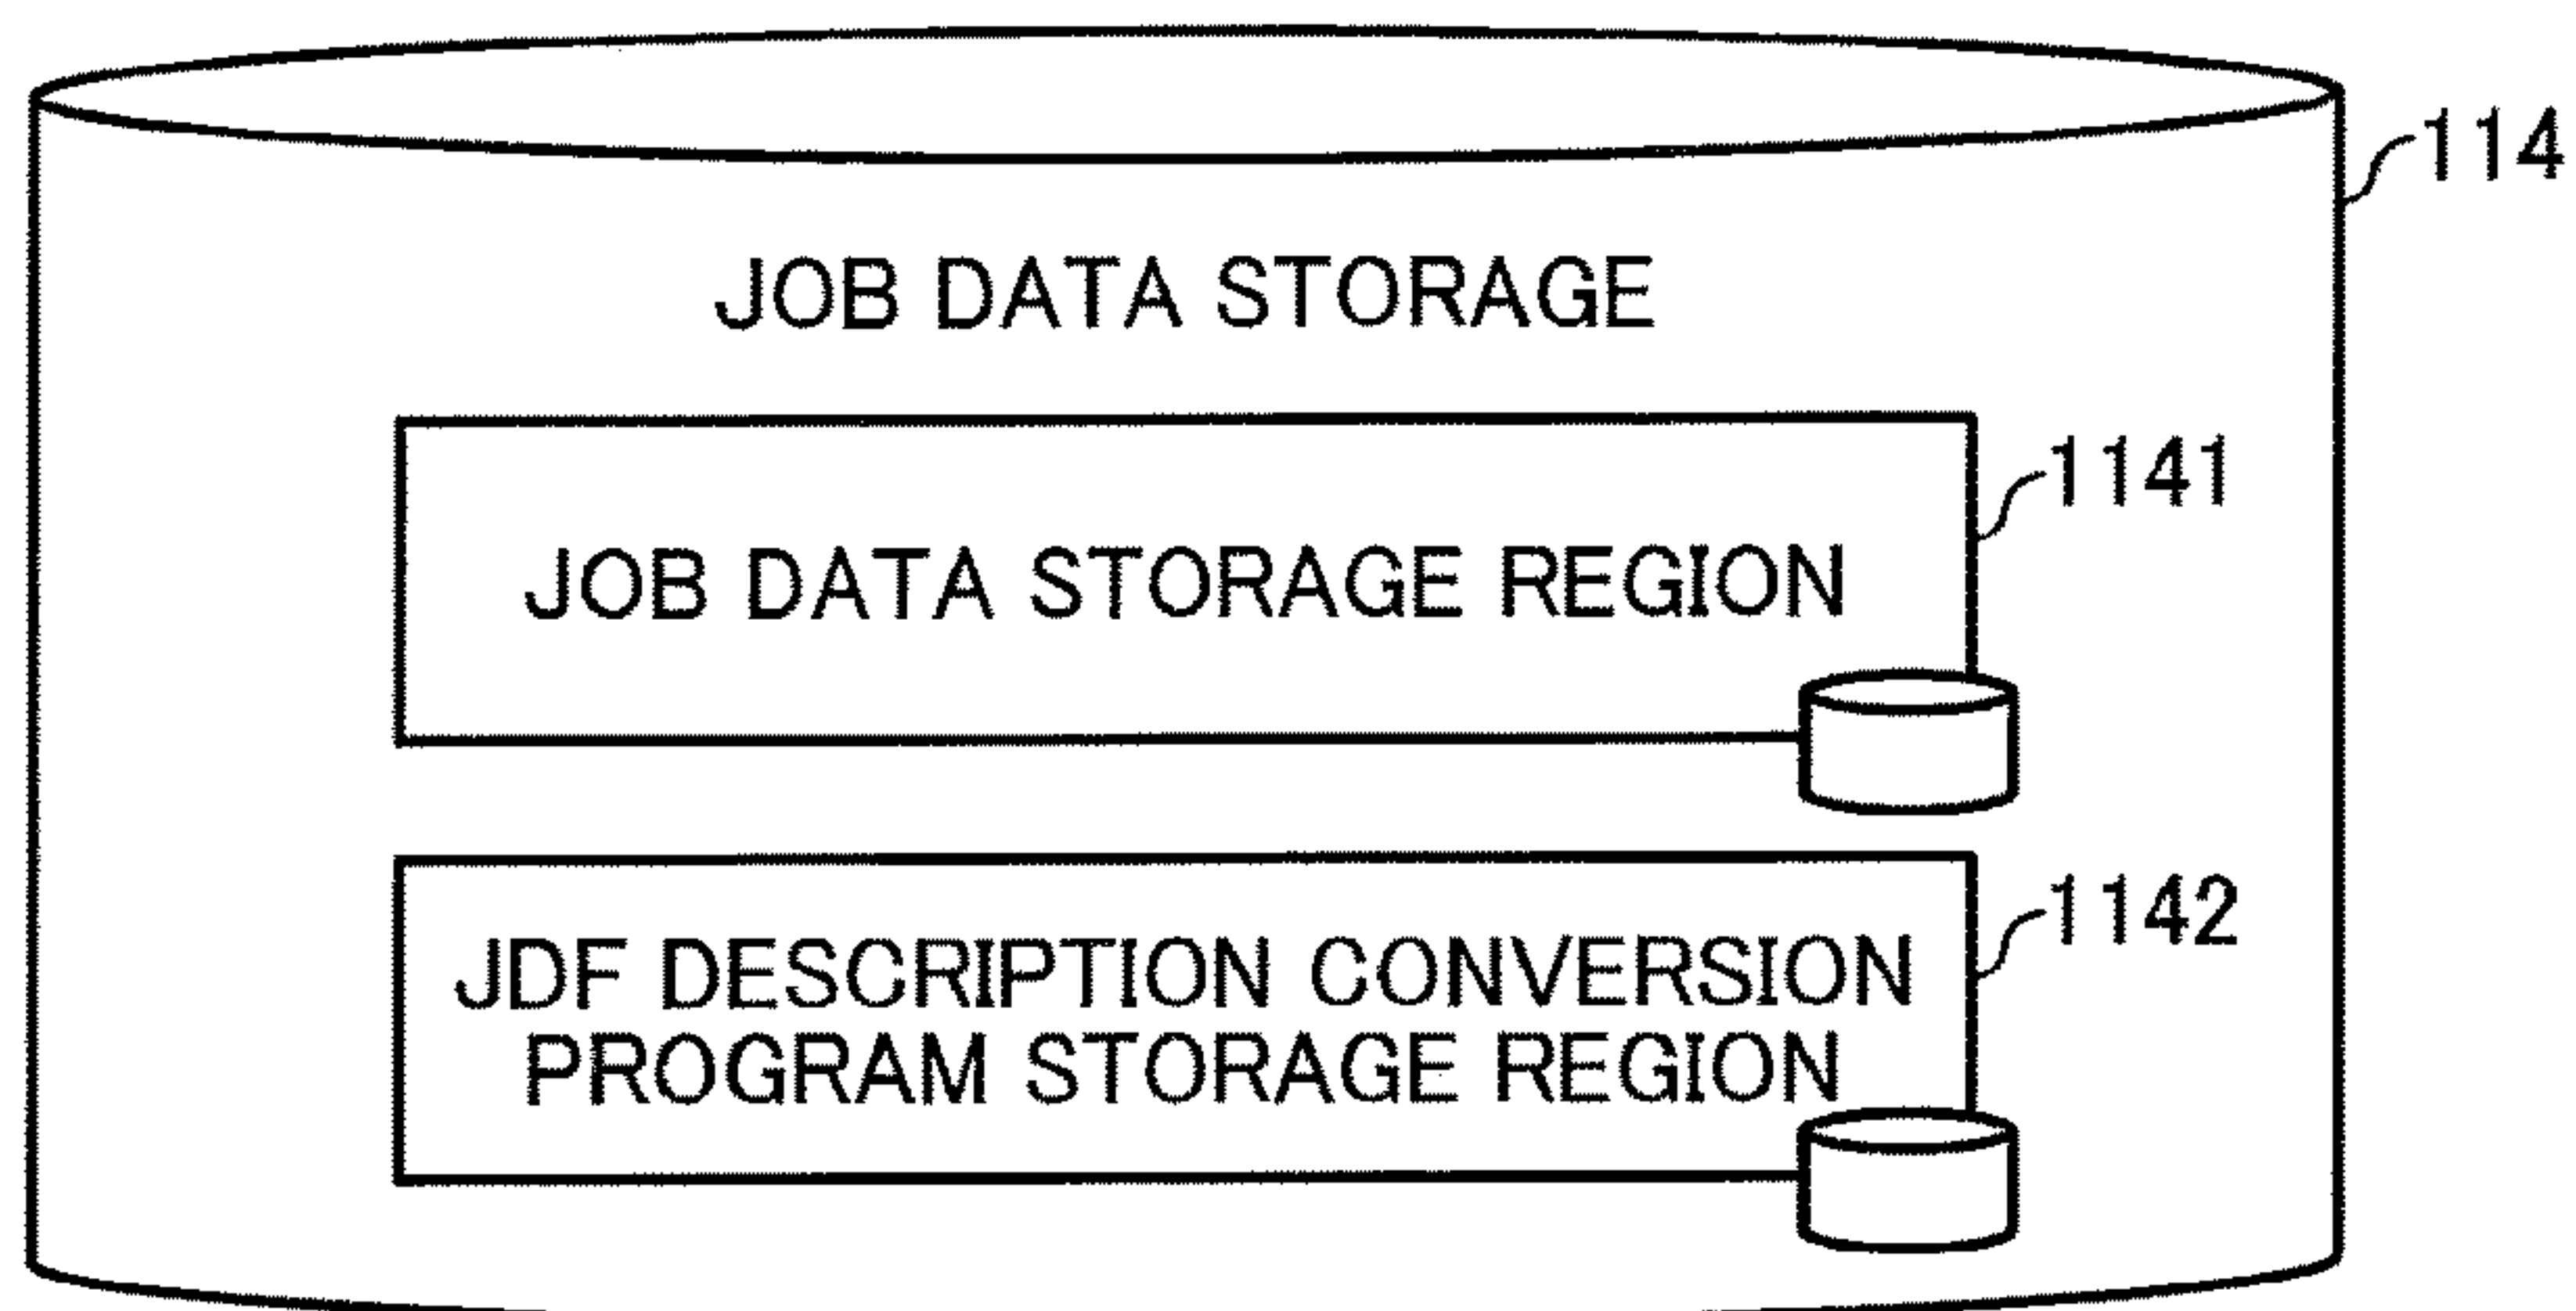 114
JOB DATA STORAGE
1141
JOB DATA STORAGE REGION
1142
JDF DESCRIPTION CONVERSION
PROGRAM STORAGE REGION